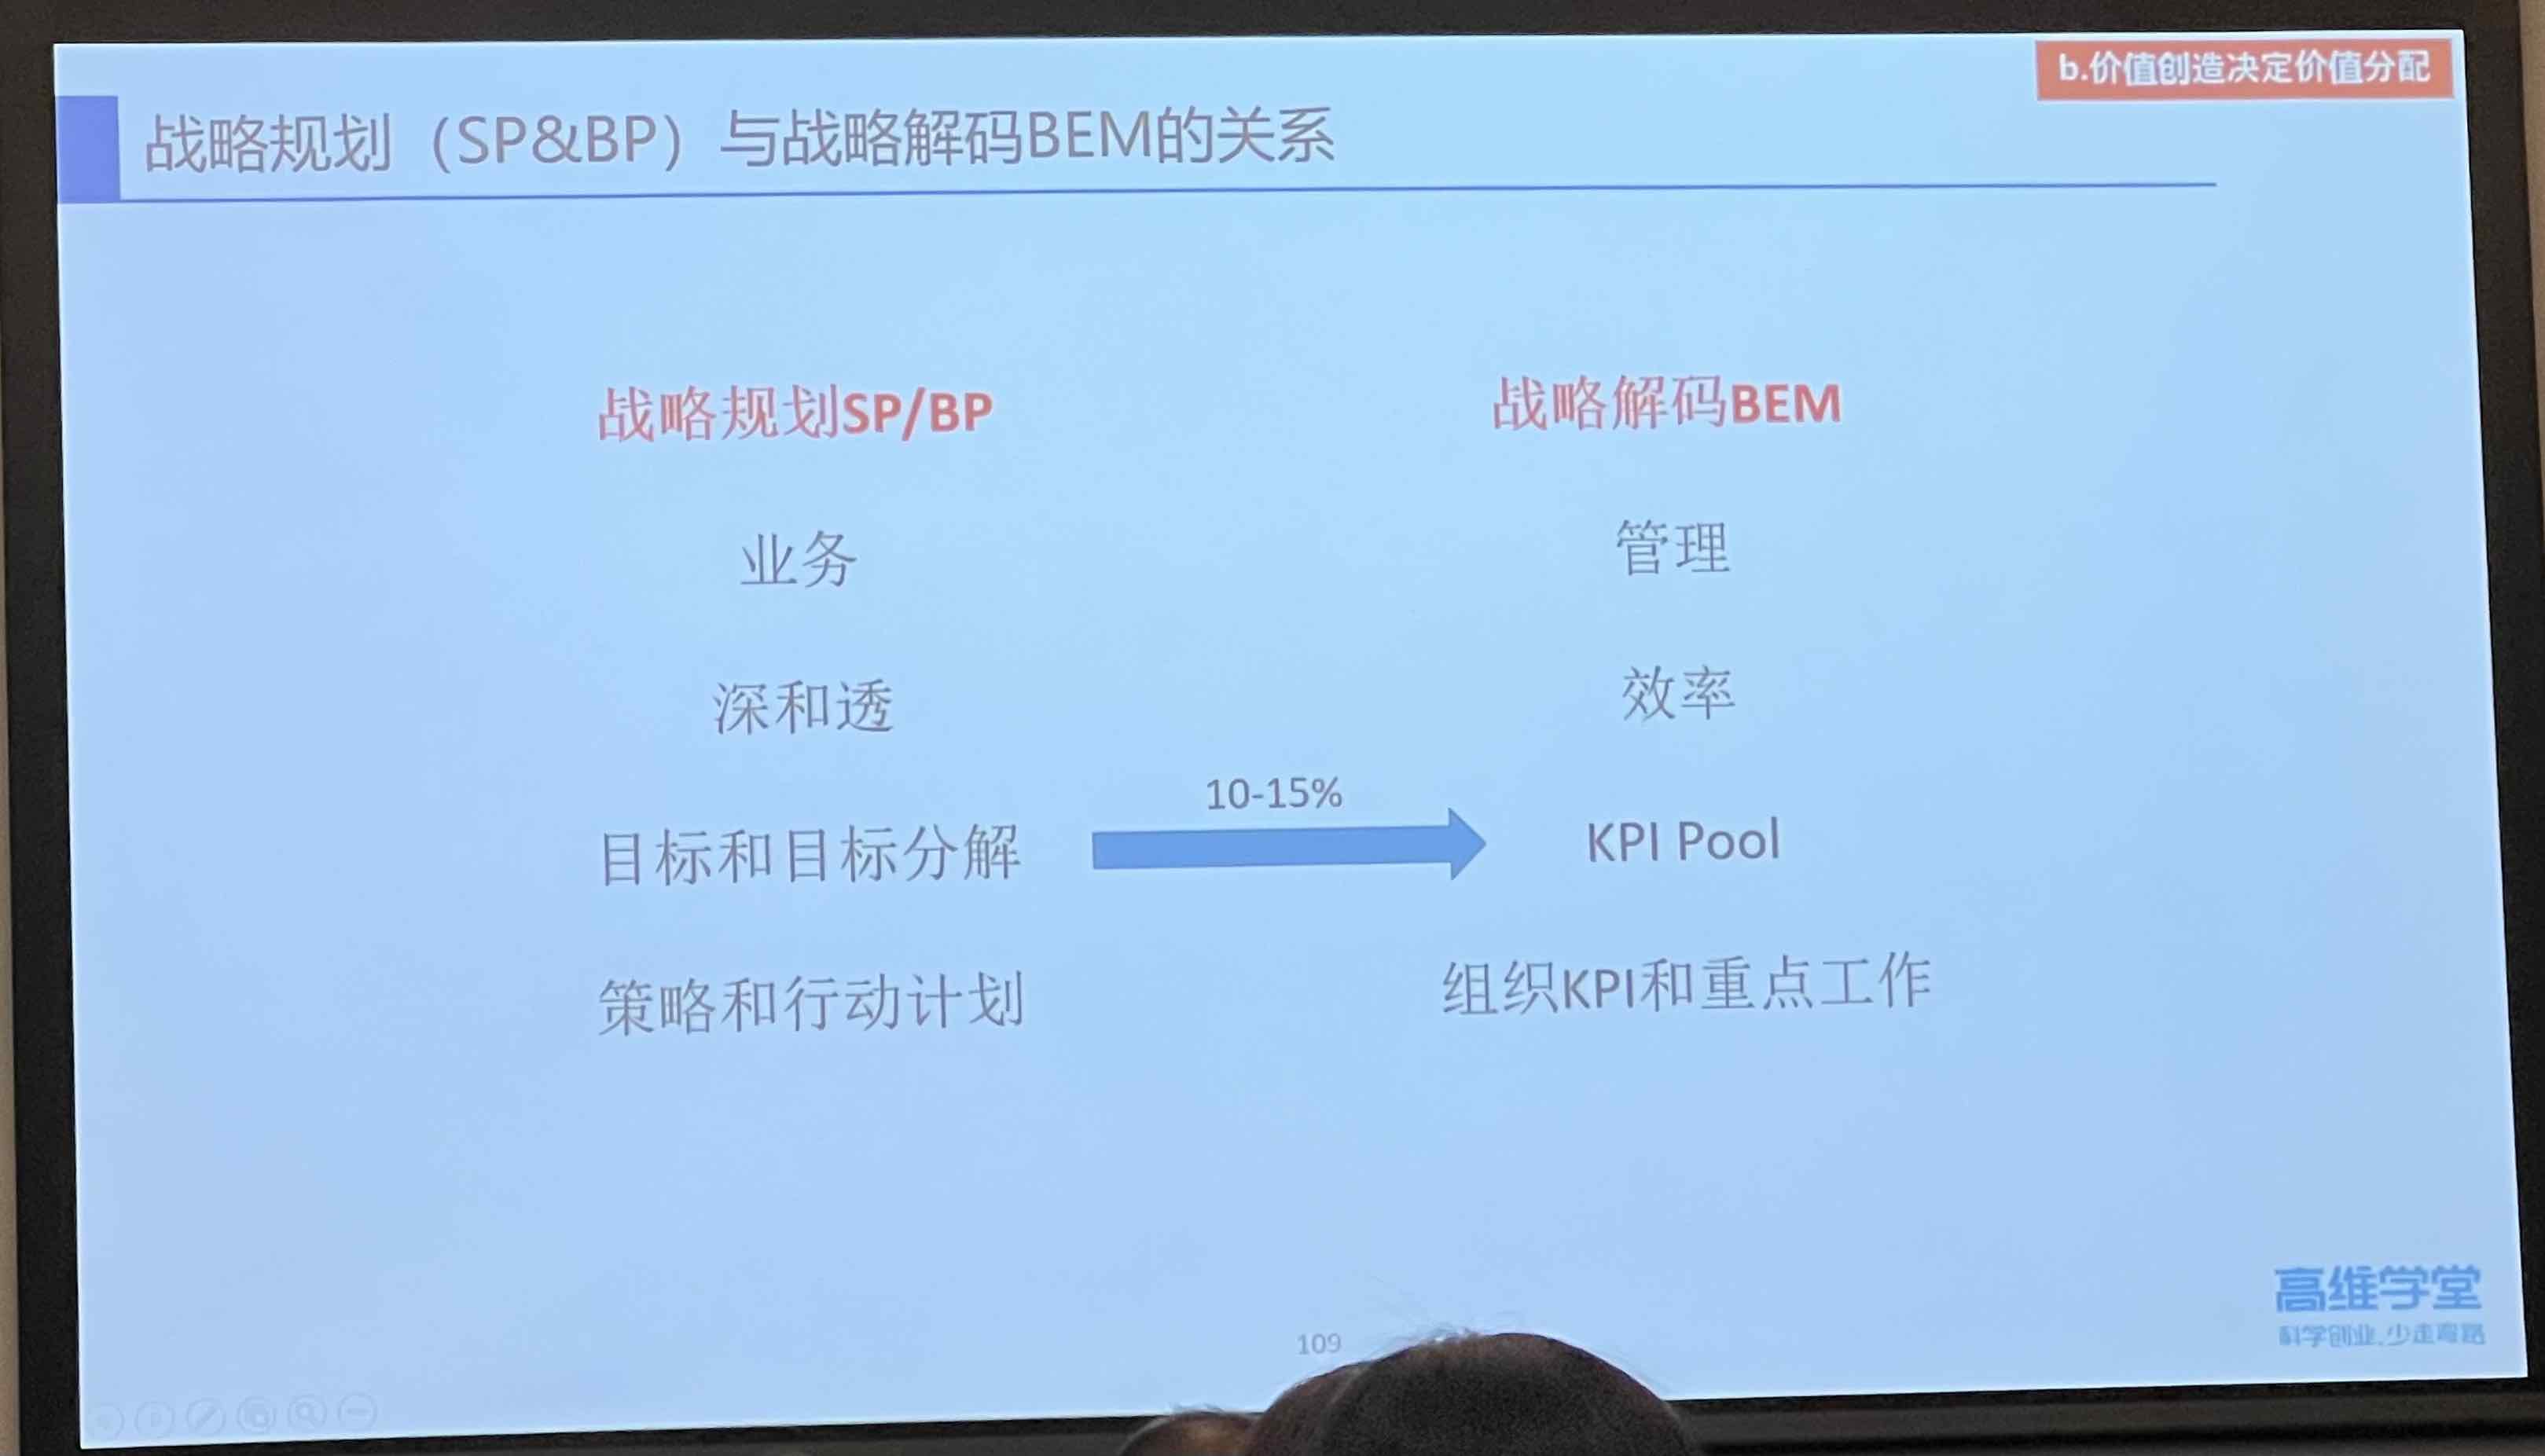 b.价值创造决定价值分配
战略规划（SP&BP）与战略解码BEM的关系
战略规划SP/BP
战略解码BEM
业务
管理
深和透
效率
目标和目标分解
10-15%
KPI Pool
策略和行动计划
组织KPI和重点工作
高维学堂
科学创业.少走弯路
109